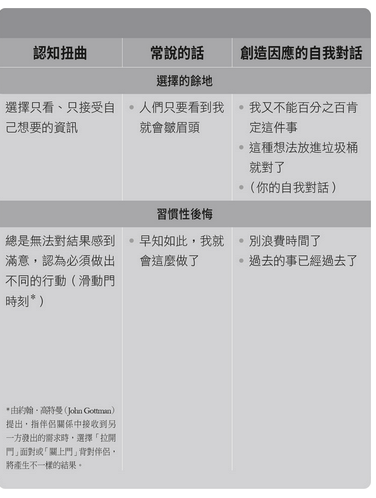 認知扭曲
常說的話
創造因應的自我對話
選擇的餘地
選擇只看、只接受自
己想要的資訊
• 人們只要看到我
就會皺眉頭
• 我又不能百分之百肯
定這件事
• 這種想法放進垃圾桶
就對了
•（你的自我對話）
習慣性後悔
總是無法對結果感到
滿意，認為必須做出
不同的行動（滑動門
時刻*）
• 早知如此，我就
會這麼做了
• 別浪費時間了
• 過去的事已經過去了
*由約翰·高特曼（John Gottman）
提出，指伴侶關係中接收到另
一方發出的需求時，選擇「拉開
門」面對或「關上門」背對伴侶，
將產生不一樣的結果。